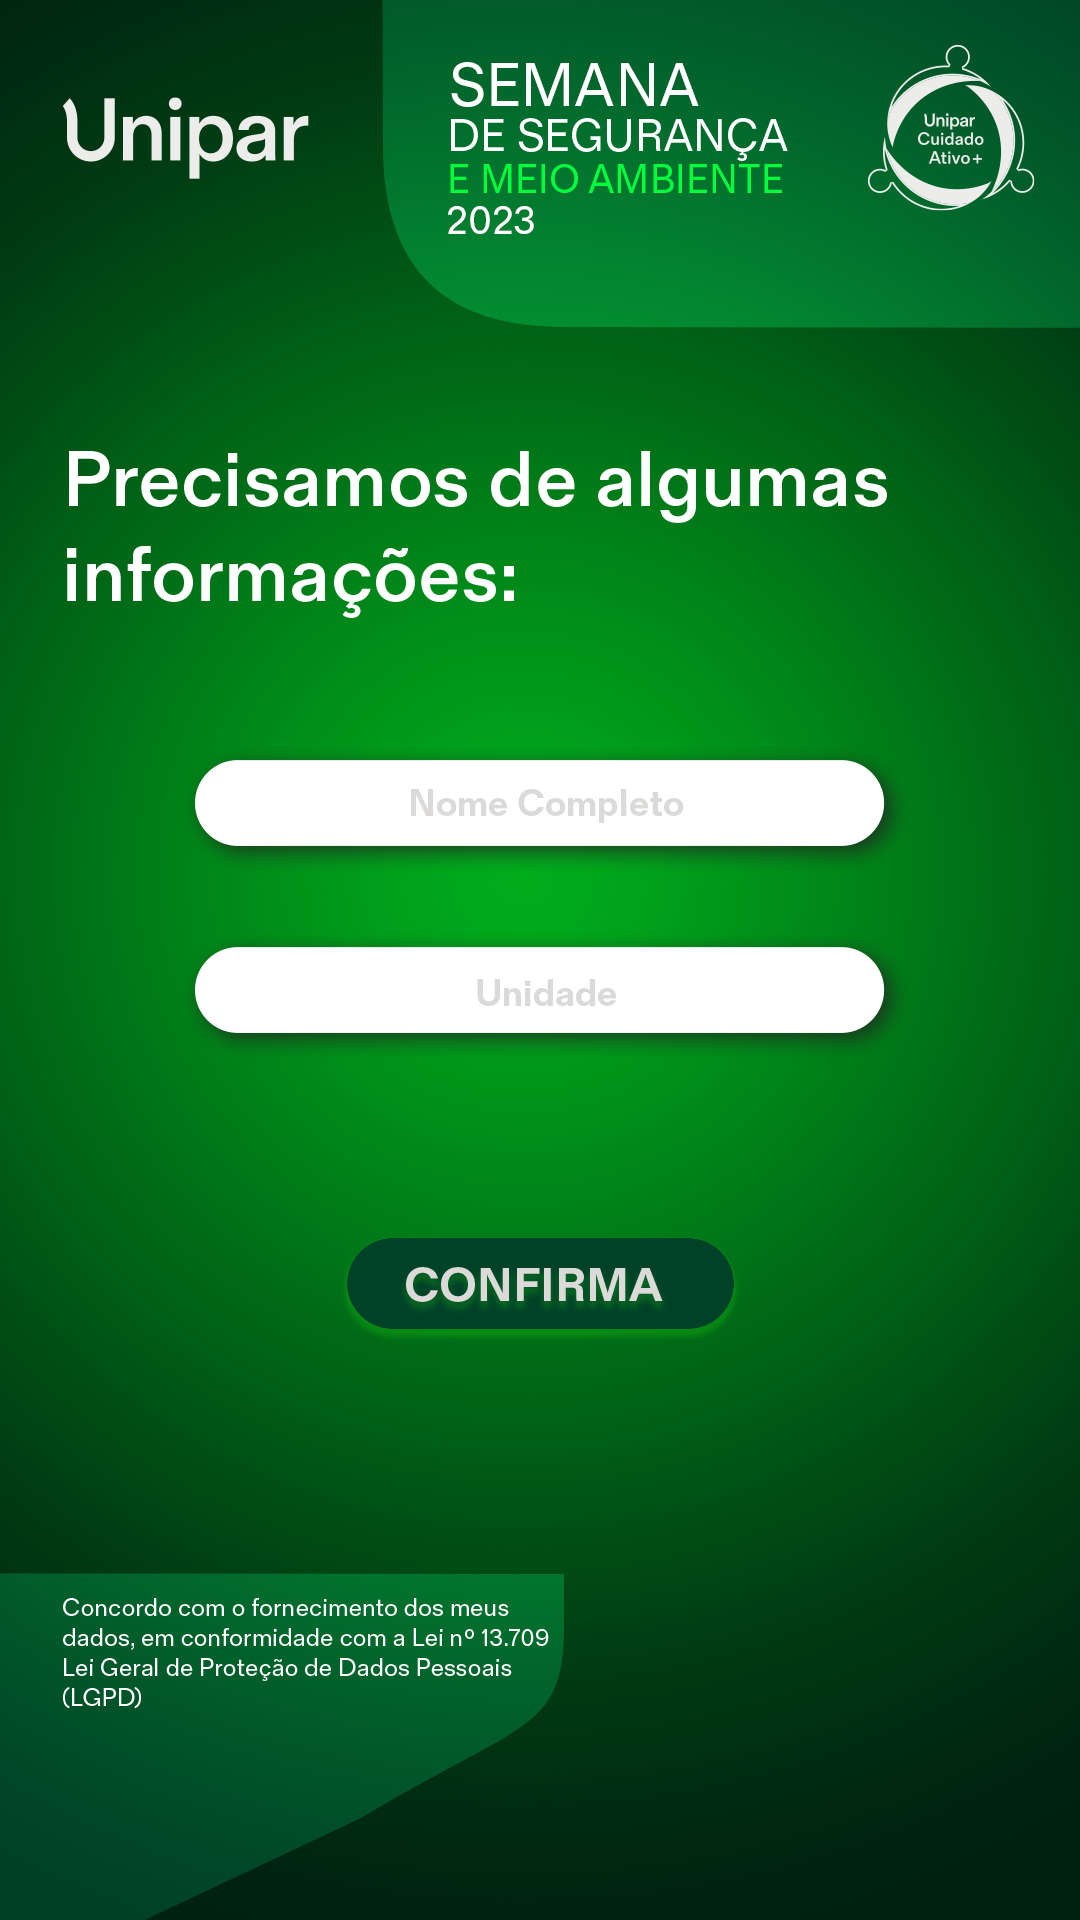 Unipar
SEMANA
DE SEGURANÇA
E MEIO AMBIENTE
2023
Unipar
Cuidado
Ativo+
Precisamos de algumas
informações:
Nome Completo
Unidade
CONFIRMA
Concordo com o fornecimento dos meus
dados, em conformidade com a Lei nº 13.709
Lei Geral de Proteção de Dados Pessoais
(LGPD)